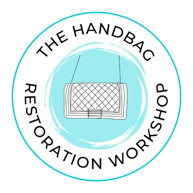 THE HANDBAG
RESTORATION WORKSHOP